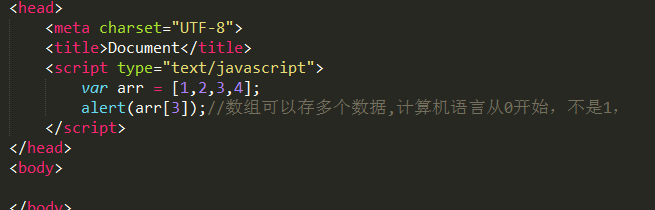 <head>
<meta charset="UTF-8">
<title>Document</title>
<script type="text/javascript">
var arr = [1,2,3,4];
alert(arr[3]);//数组可以存多个数据,计算机语言从0开始，不是1，
</script>
</head>
<body>
</body>